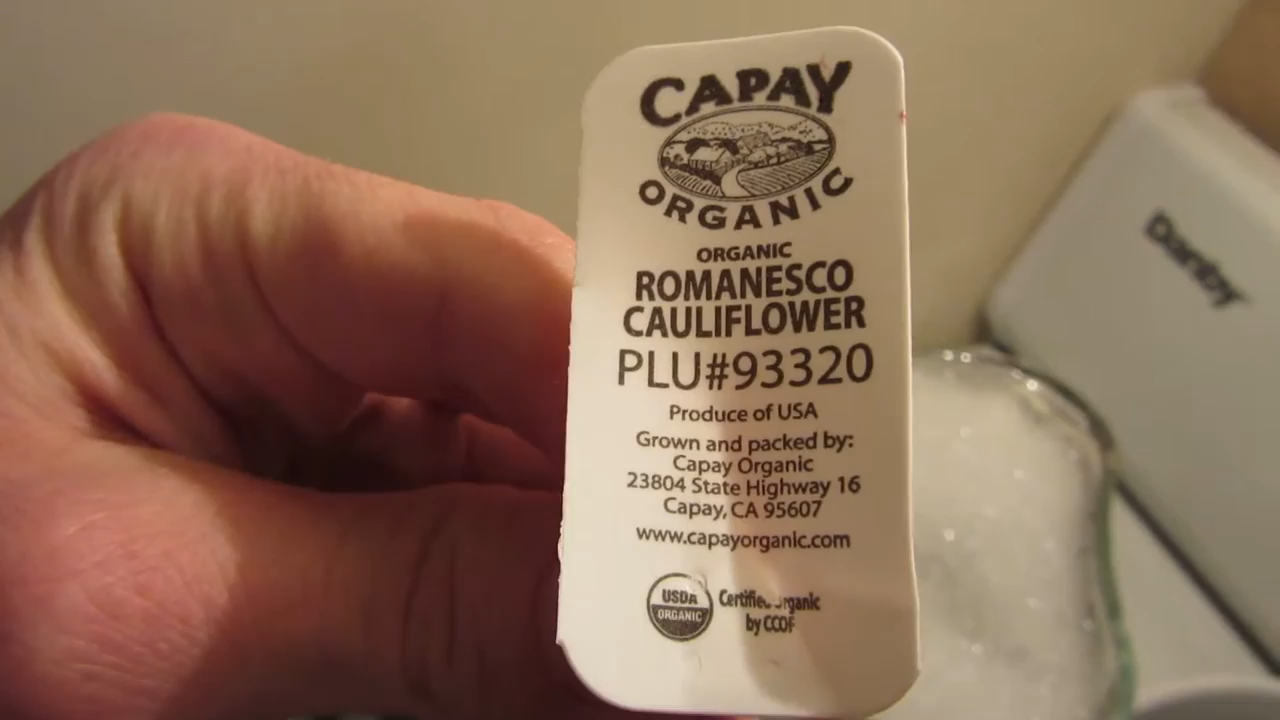 CAPAY
ORGANIC
ORGANIC
ROMANESCO
CAULIFLOWER
PLU#93320
Produce of USA
Grown and packed by:
Capay Organic
23804 State Highway 16
Capay, CA 95607
www.capayorganic.com
USDA
ORGANIC
Certified Organic
by CCOF
Danby